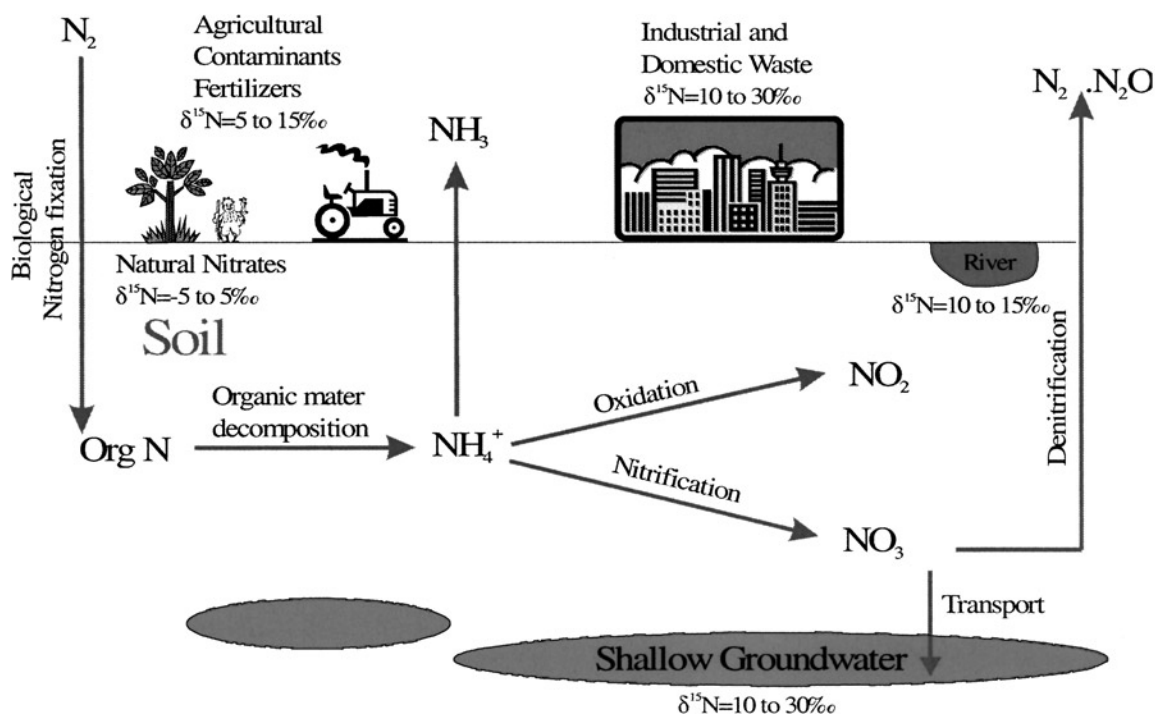 N₂
Agricultural
Contaminants
Fertilizers
δ¹⁵N=5 to 15‰
NH₃
Industrial and
Domestic Waste
δ¹⁵N=10 to 30‰
N₂ .N₂O
Biological
Nitrogen fixation
Natural Nitrates
δ¹⁵N=-5 to 5‰
Soil
River
δ¹⁵N=10 to 15‰
Denitrification
Organic mater
decomposition
Org N
NH₄⁺
Oxidation
NO₂
Nitrification
NO₃
Transport
Shallow Groundwater
δ¹⁵N=10 to 30‰